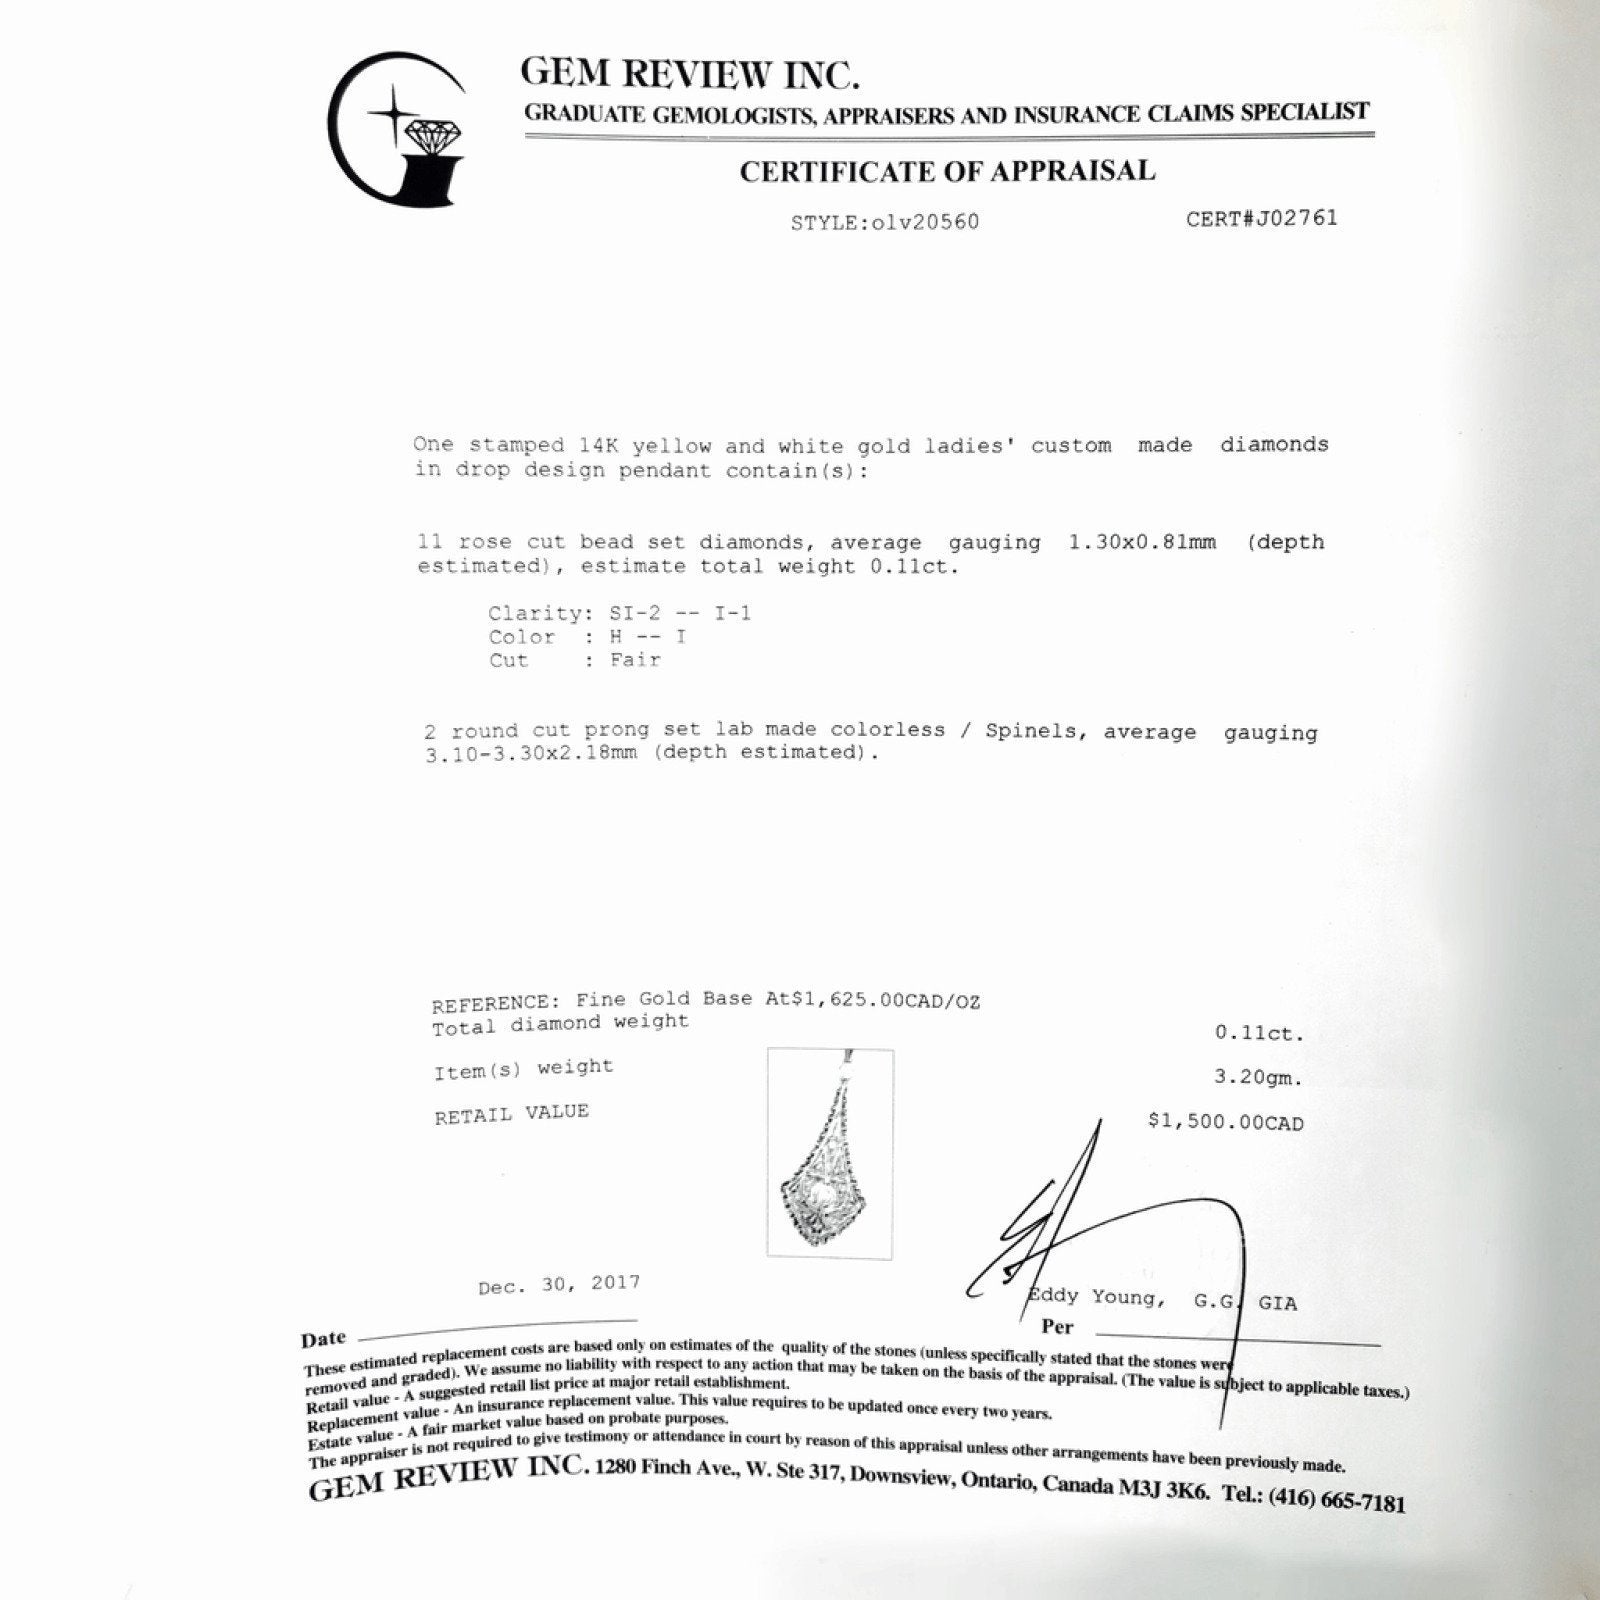 GEM REVIEW INC.
GRADUATE GEMOLOGISTS, APPRAISERS AND INSURANCE CLAIMS SPECIALIST
CERTIFICATE OF APPRAISAL
STYLE:olv20560
CERT#J02761
One stamped 14K yellow and white gold ladies' custom made diamonds
in drop design pendant contain(s):
11 rose cut bead set diamonds, average gauging 1.30x0.81mm (depth
estimated), estimate total weight 0.11ct.
Clarity: SI-2 -- I-1
Color : H -- I
Cut : Fair
2 round cut prong set lab made colorless / Spinels, average gauging
3.10-3.30x2.18mm (depth estimated).
REFERENCE: Fine Gold Base At$1,625.00CAD/OZ
Total diamond weight 0.11ct.
Item(s) weight 3.20gm.
RETAIL VALUE $1,500.00CAD
Dec. 30, 2017
Eddy Young, G.G. GIA
Date
Per
These estimated replacement costs are based only on estimates of the quality of the stones (unless specifically stated that the stones were
removed and graded). We assume no liability with respect to any action that may be taken on the basis of the appraisal. (The value is subject to applicable taxes.)
Retail value - A suggested retail list price at major retail establishment.
Replacement value - An insurance replacement value. This value requires to be updated once every two years.
Estate value - A fair market value based on probate purposes.
The appraiser is not required to give testimony or attendance in court by reason of this appraisal unless other arrangements have been previously made.
GEM REVIEW INC. 1280 Finch Ave., W. Ste 317, Downsview, Ontario, Canada M3J 3K6. Tel.: (416) 665-7181